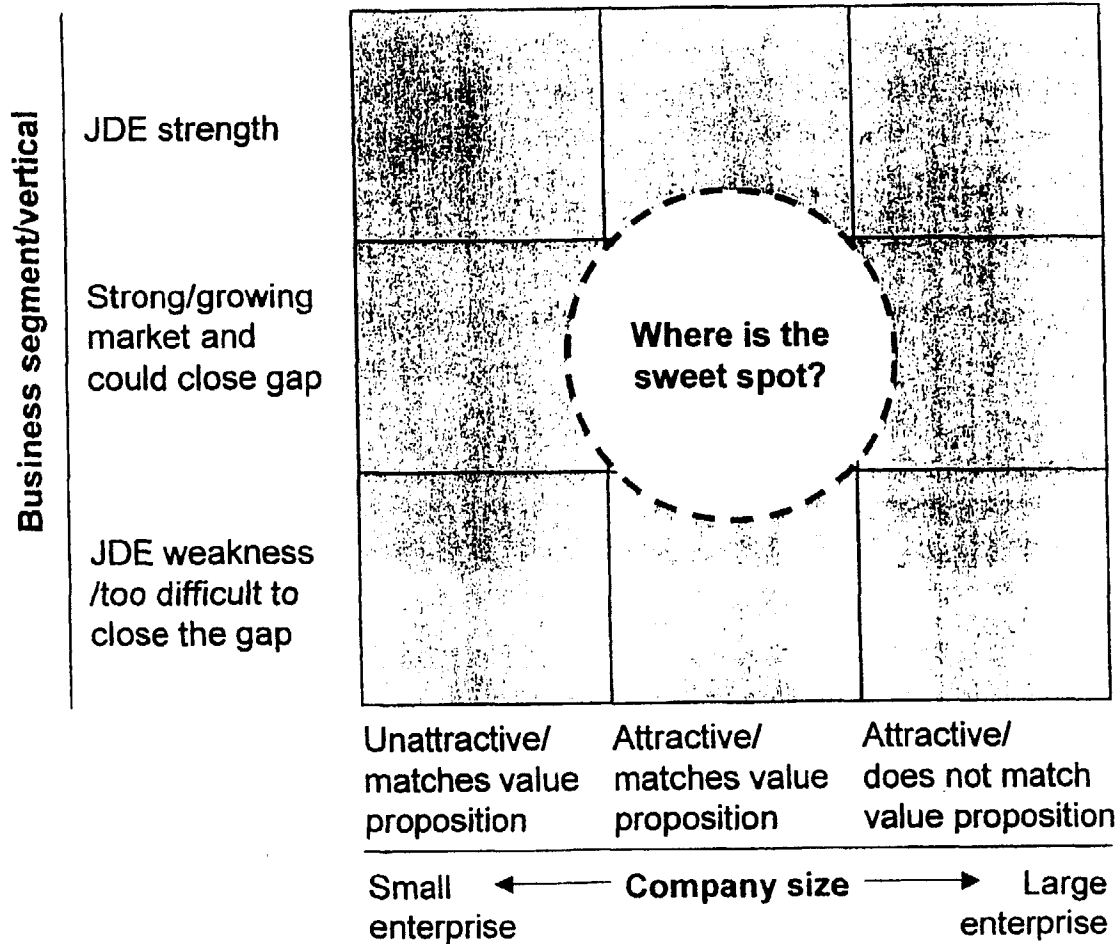 Business segment/vertical
JDE strength
Strong/growing
market and
could close gap
JDE weakness
/too difficult to
close the gap
Where is the
sweet spot?
Unattractive/
matches value
proposition
Attractive/
matches value
proposition
Attractive/
does not match
value proposition
Small
enterprise
Company size
Large
enterprise